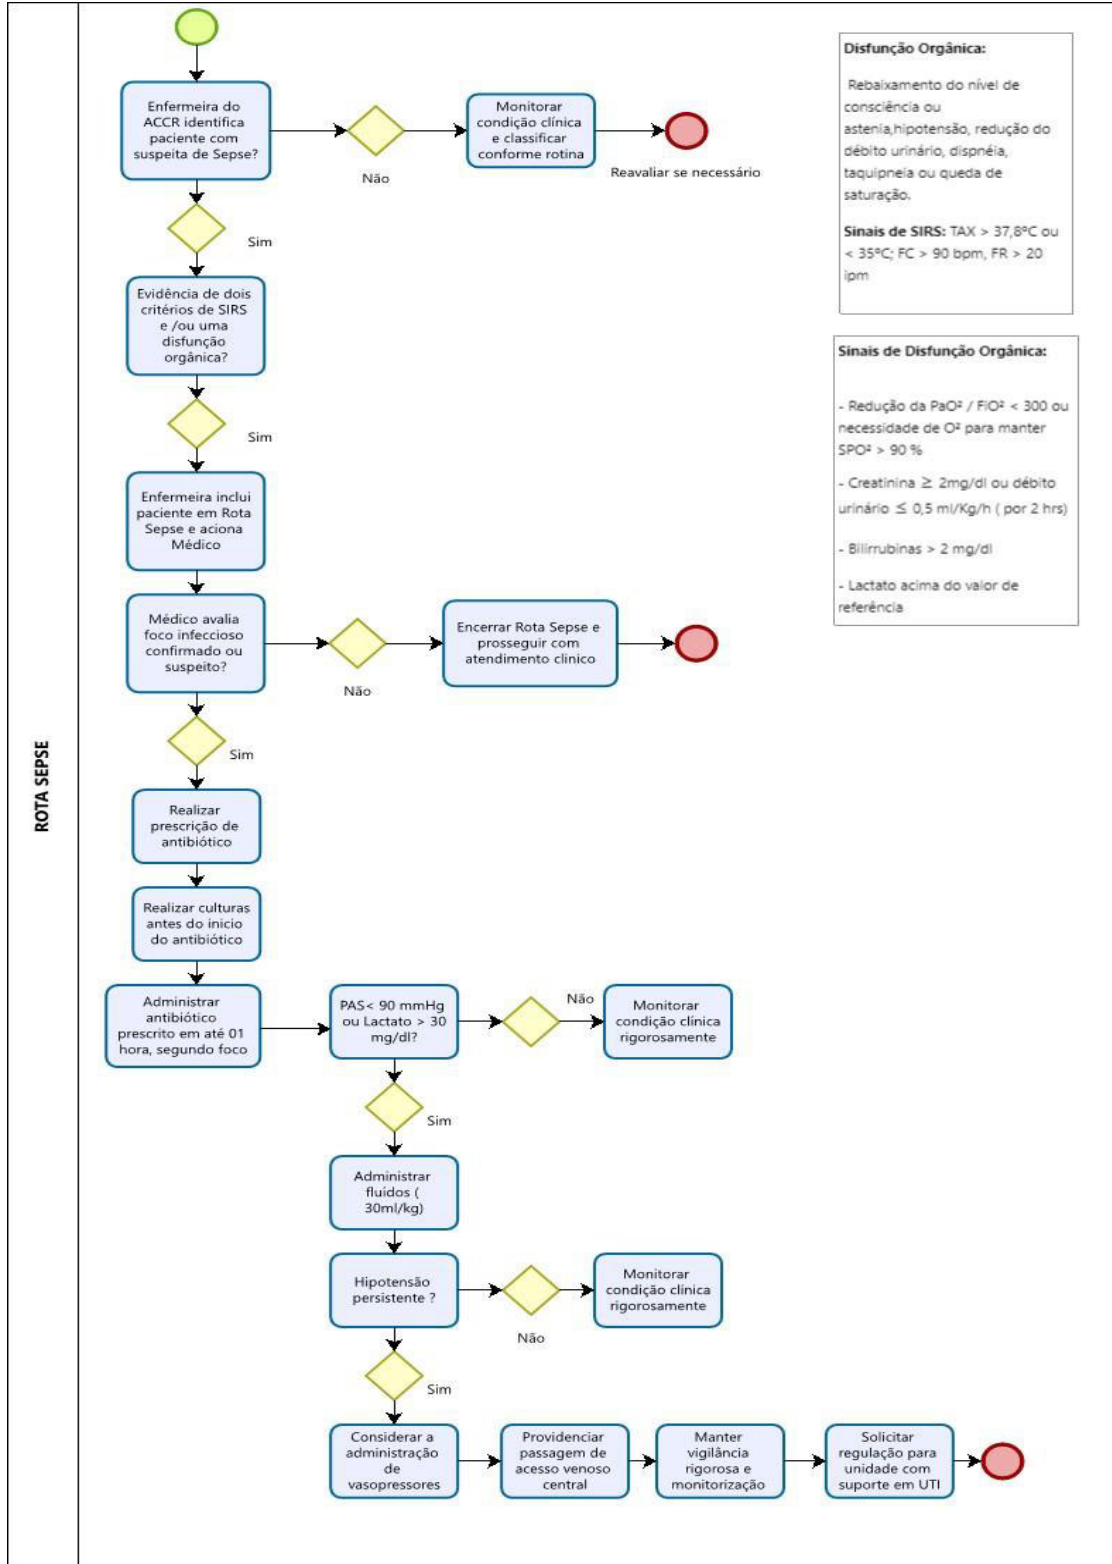 ROTA SEPSE
Enfermeira do
ACCR identifica
paciente com
suspeita de Sepse?
Não
Monitorar
condição clínica
e classificar
conforme rotina
Reavaliar se necessário
Sim
Evidência de dois
critérios de SIRS
e /ou uma
disfunção
orgânica?
Sim
Enfermeira inclui
paciente em Rota
Sepse e aciona
Médico
Médico avalia
foco infeccioso
confirmado ou
suspeito?
Não
Encerrar Rota Sepse e
prosseguir com
atendimento clinico
Sim
Realizar
prescrição de
antibiótico
Realizar culturas
antes do inicio
do antibiótico
Administrar
antibiótico
prescrito em até 01
hora, segundo foco
PAS< 90 mmHg
ou Lactato > 30
mg/dl?
Não
Monitorar
condição clínica
rigorosamente
Sim
Administrar
fluídos (
30ml/kg)
Hipotensão
persistente ?
Não
Monitorar
condição clínica
rigorosamente
Sim
Considerar a
administração
de
vasopressores
Providenciar
passagem de
acesso venoso
central
Manter
vigilância
rigorosa e
monitorização
Solicitar
regulação para
unidade com
suporte em UTI
Disfunção Orgânica:
Rebaixamento do nível de
consciência ou
astenia,hipotensão, redução do
débito urinário, dispnéia,
taquipneia ou queda de
saturação.
Sinais de SIRS: TAX > 37,8ºC ou
< 35ºC; FC > 90 bpm, FR > 20
ipm
Sinais de Disfunção Orgânica:
- Redução da PaO² / FIO² < 300 ou
necessidade de O² para manter
SPO² > 90 %
- Creatinina ≥ 2mg/dl ou débito
urinário ≤ 0,5 ml/Kg/h ( por 2 hrs)
- Bilirrubinas > 2 mg/dl
- Lactato acima do valor de
referência